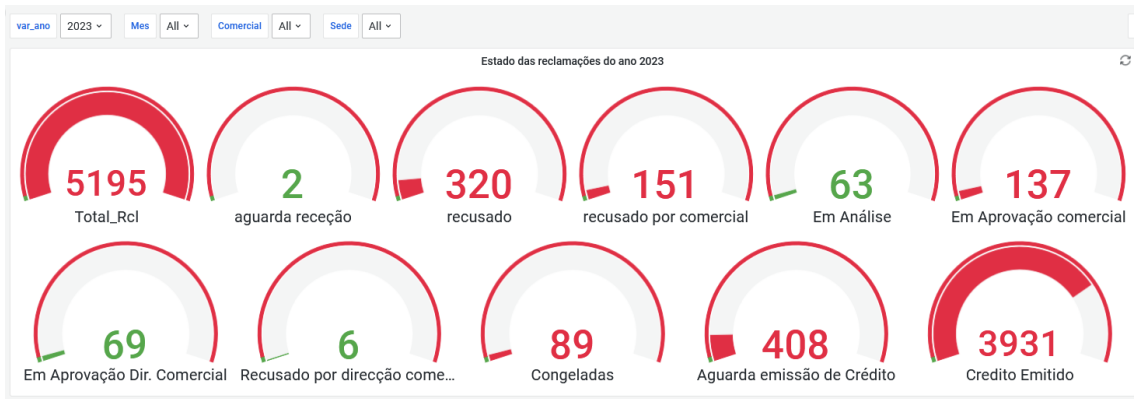 var_ano 2023 Mes All Comercial All Sede All
Estado das reclamações do ano 2023
5195 2 320 151 63 137
Total_Rcl aguarda receção recusado recusado por comercial Em Análise Em Aprovação comercial
69 6 89 408 3931
Em Aprovação Dir. Comercial Recusado por direcção come... Congeladas Aguarda emissão de Crédito Credito Emitido